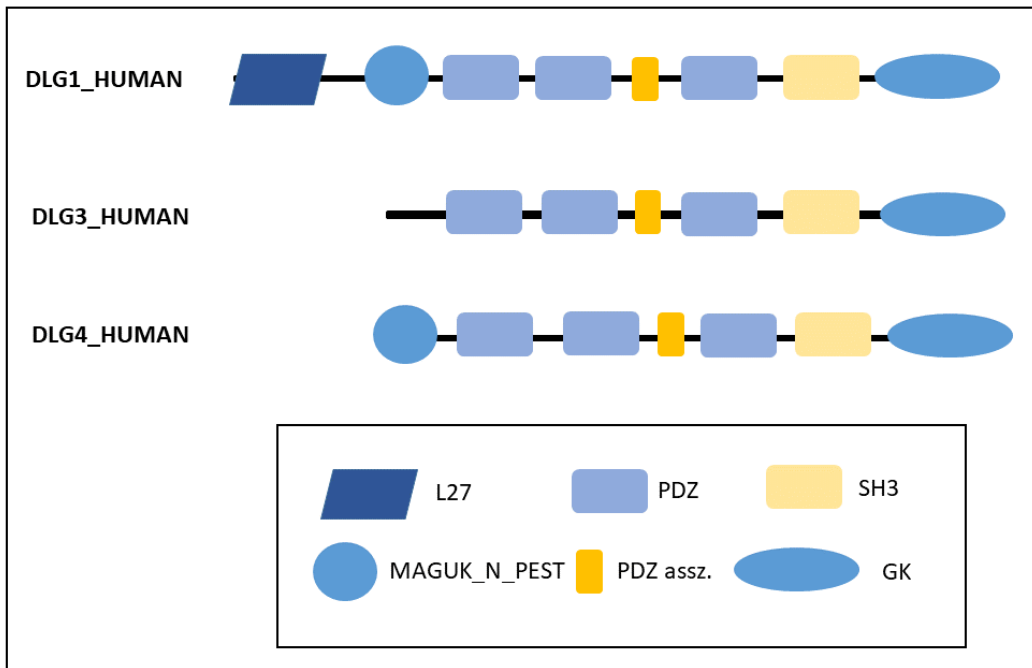 DLG1_HUMAN
DLG3_HUMAN
DLG4_HUMAN
L27
PDZ
SH3
MAGUK_N_PEST
PDZ assz.
GK